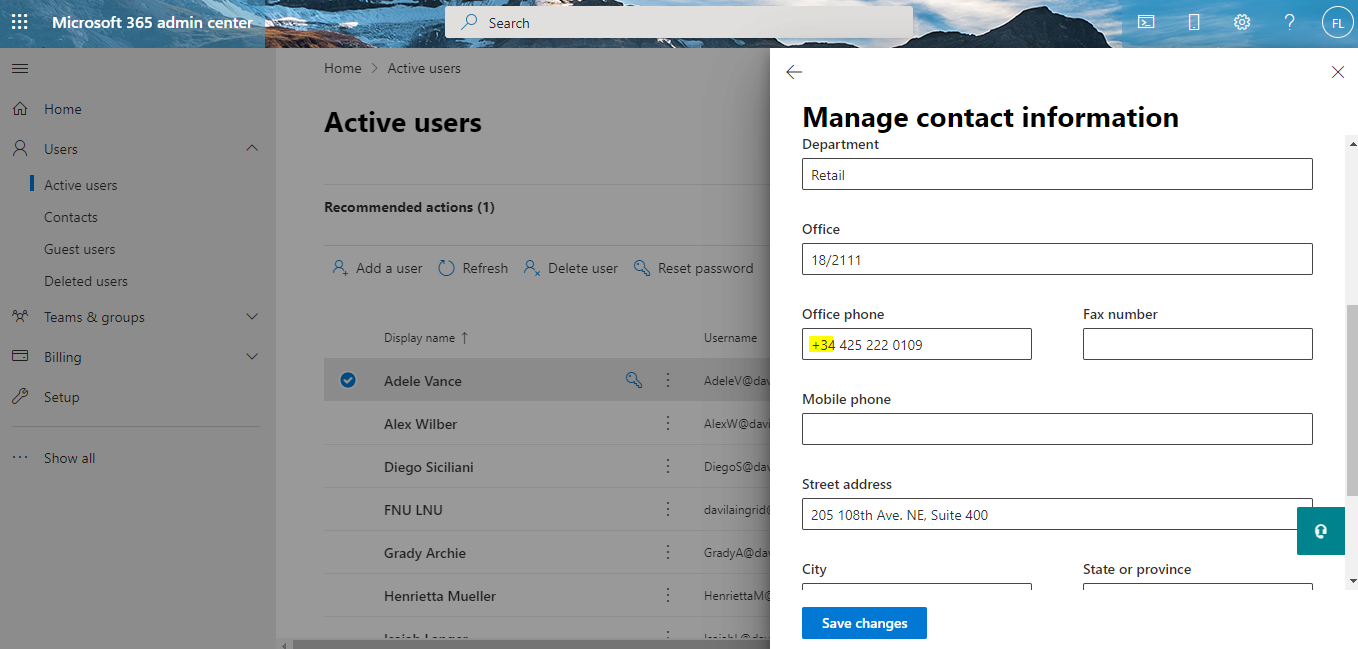 Microsoft 365 admin center
Search
FL
Home
Users
Active users
Contacts
Guest users
Deleted users
Teams & groups
Billing
Setup
Show all
Home > Active users
Active users
Recommended actions (1)
Add a user Refresh Delete user Reset password
Display name ↑ Username
Adele Vance AdeleV@dav
Alex Wilber AlexW@davi
Diego Siciliani DiegoS@dav
FNU LNU davilaingrid@
Grady Archie GradyA@dav
Henrietta Mueller HenriettaM@
Manage contact information
Department
Retail
Office
18/2111
Office phone Fax number
+34 425 222 0109
Mobile phone
Street address
205 108th Ave. NE, Suite 400
City State or province
Save changes